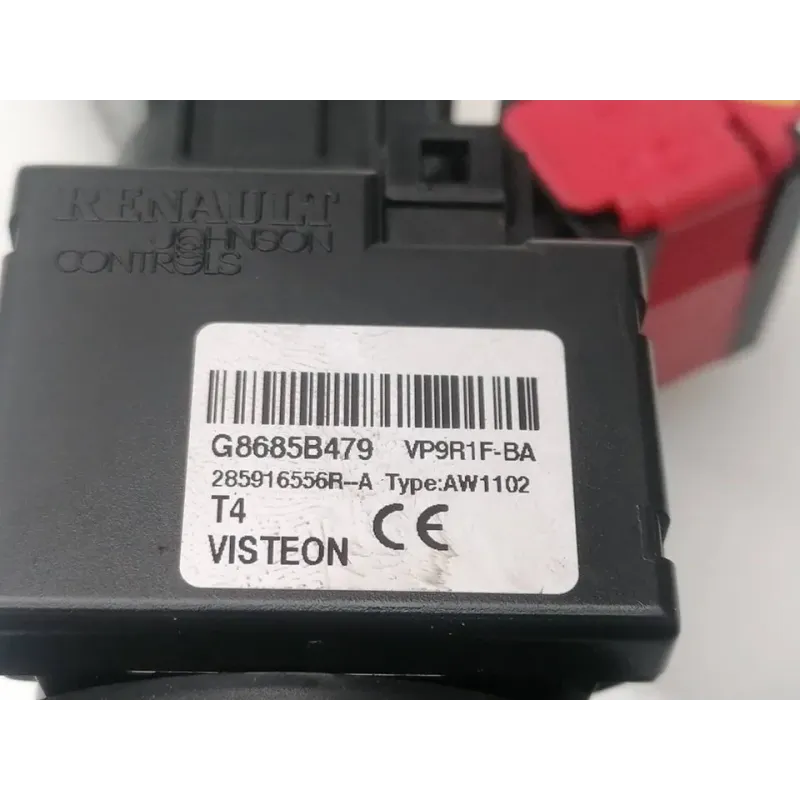 RENAULT
JOHNSON
CONTROLS
G8685B479 VP9R1F-BA
285916556R--A Type:AW1102
T4
VISTEON CE